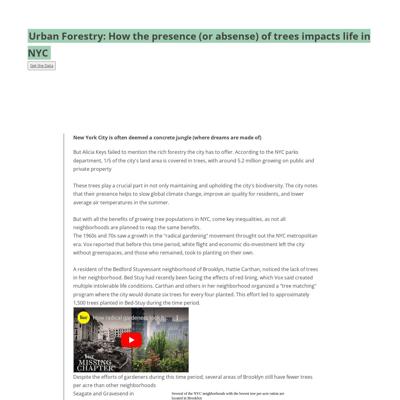 Urban Forestry: How the presence (or absense) of trees impacts life in
NYC
Get the Data
New York City is often deemed a concrete jungle (where dreams are made of)
But Alicia Keys failed to mention the rich forestry the city has to offer. According to the NYC parks
department, 1/5 of the city's land area is covered in trees, with around 5.2 million growing on public and
private property
These trees play a crucial part in not only maintaining and upholding the city's biodiversity. The city notes
that their presence helps to slow global climate change, improve air quality for residents, and lower
average air temperatures in the summer.
But with all the benefits of growing tree populations in NYC, some key inequalities, as not all
neighborhoods are planned to reap the same benefits.
The 1960s and 70s saw a growth in the "radical gardening" movement throught out the NYC metropolitan
era. Vox reported that before this time period, white flight and economic dis-investment left the city
without greenspaces, and those who remained, took to planting on their own.
A resident of the Bedford Stuyvessant neighborhood of Brooklyn, Hattie Carthan, noticed the lack of trees
in her neighborhood. Bed Stuy had recently been facing the effects of red lining, which Vox said created
multiple intolerable life conditions. Carthan and others in her neighborhood organized a "tree matching"
program where the city would donate six trees for every four planted. This effort led to approximately
1,500 trees planted in Bed-Stuy during the time period.
How radical gardeners took b
MISSING
CHAPTER
Despite the efforts of gardeners during this time period, several areas of Brooklyn still have fewer trees
per acre than other neighborhoods
Seagate and Gravesend in
Several of the NYC neighborhoods with the lowest tree per acre ration are
located in Brooklyn